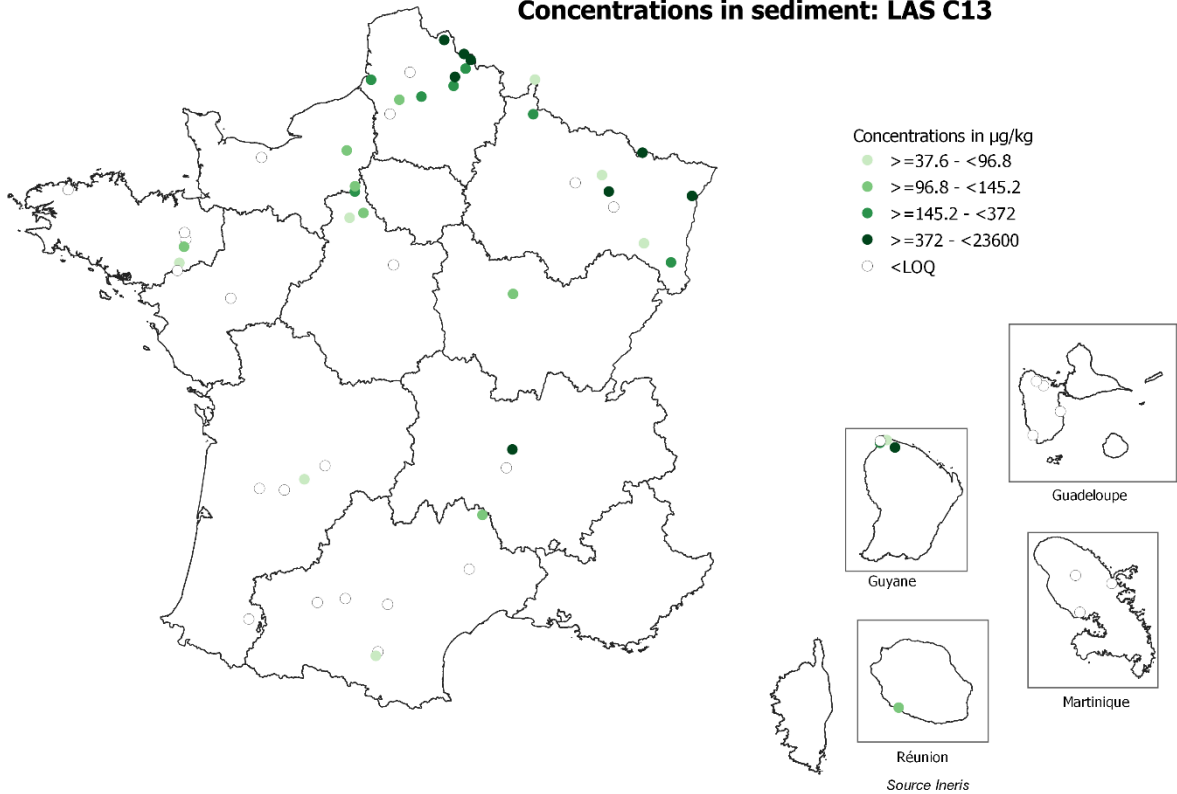 Concentrations in sediment: LAS C13
Concentrations in µg/kg
>=37.6 - <96.8
>=96.8 - <145.2
>=145.2 - <372
>=372 - <23600
<LOQ
Guadeloupe
Guyane
Martinique
Réunion
Source Ineris